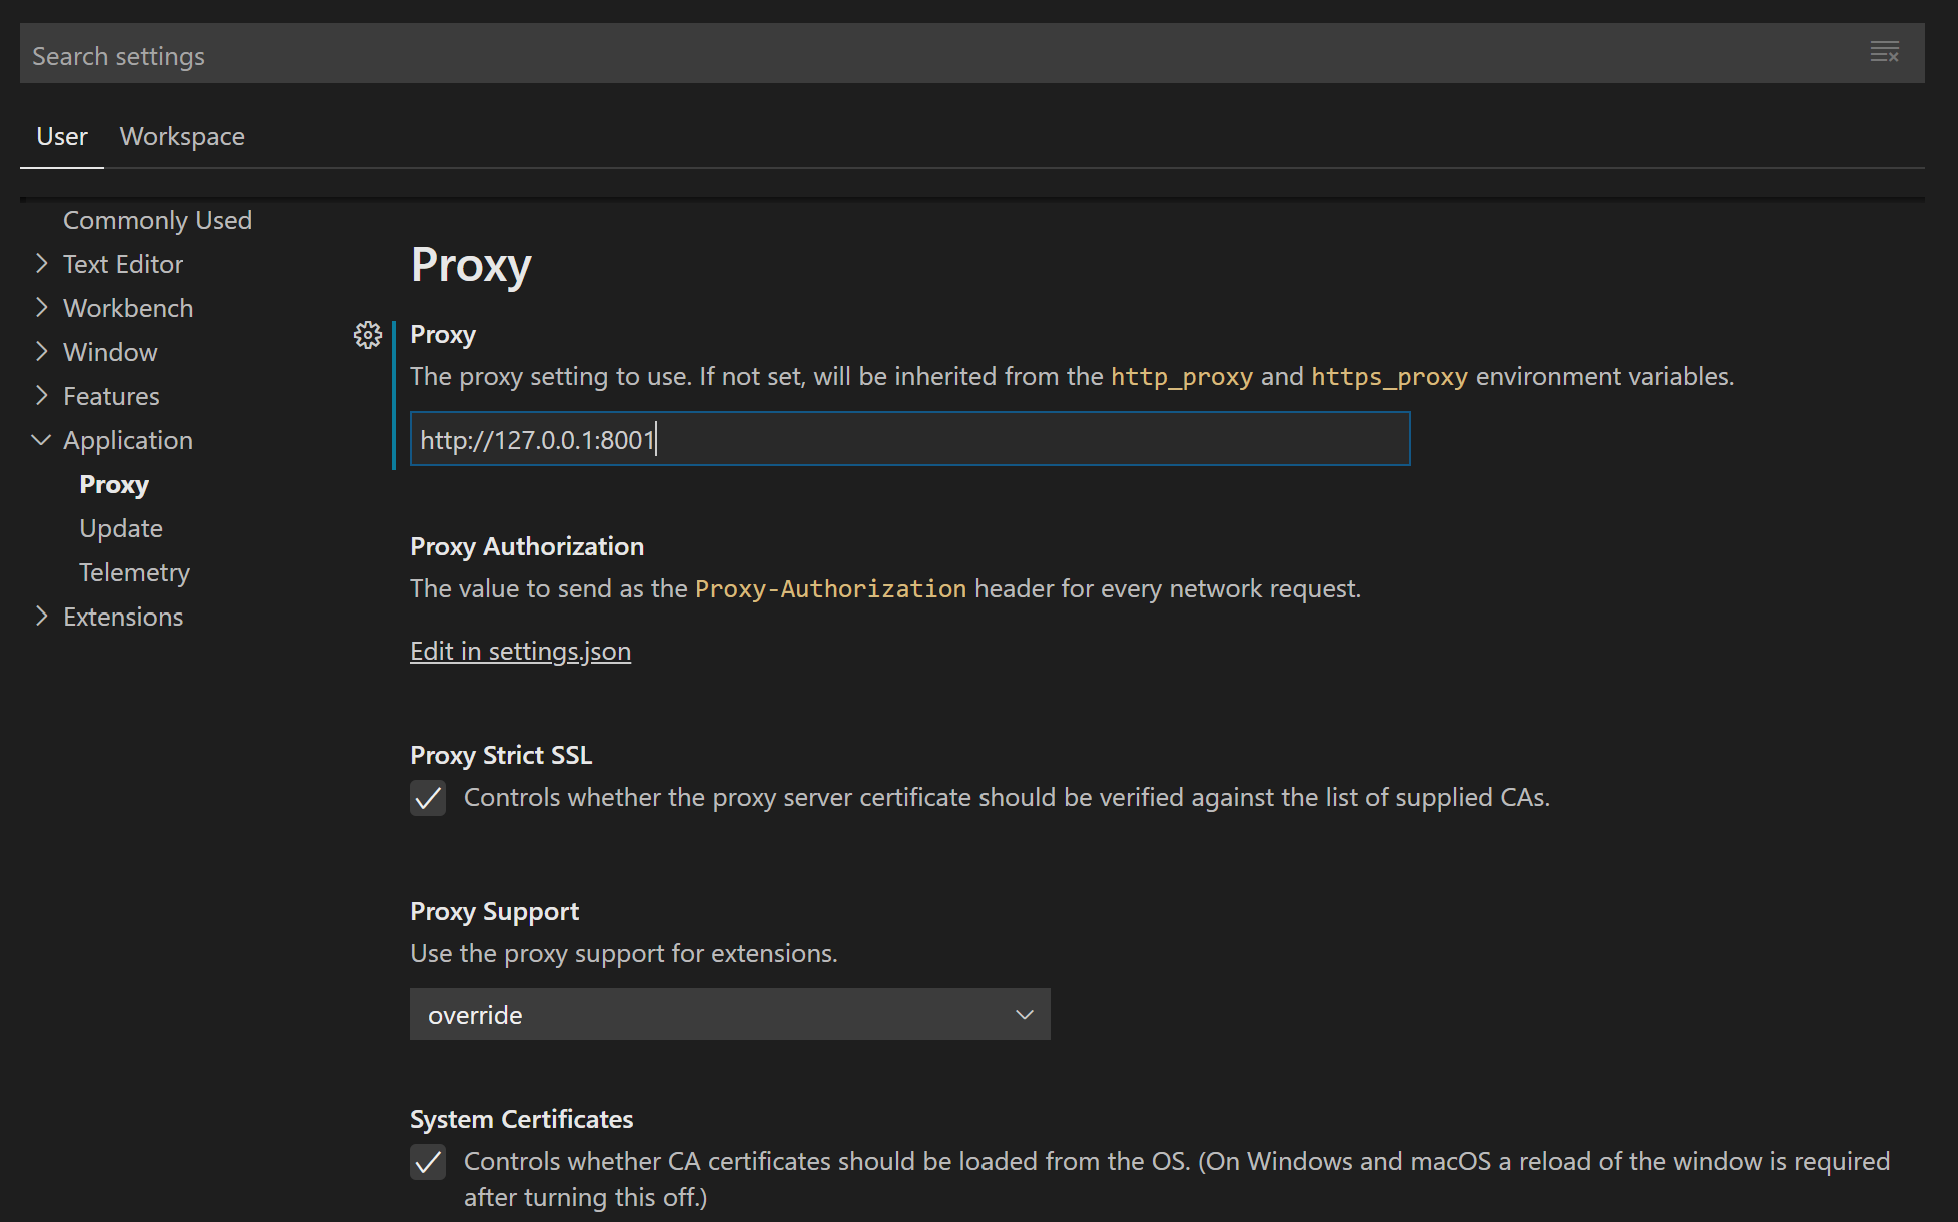 Search settings
User
Workspace
Commonly Used
Text Editor
Workbench
Window
Features
Application
Proxy
Update
Telemetry
Extensions
Proxy
Proxy
The proxy setting to use. If not set, will be inherited from the http_proxy and https_proxy environment variables.
http://127.0.0.1:8001
Proxy Authorization
The value to send as the Proxy-Authorization header for every network request.
Edit in settings.json
Proxy Strict SSL
Controls whether the proxy server certificate should be verified against the list of supplied CAs.
Proxy Support
Use the proxy support for extensions.
override
System Certificates
Controls whether CA certificates should be loaded from the OS. (On Windows and macOS a reload of the window is required
after turning this off.)